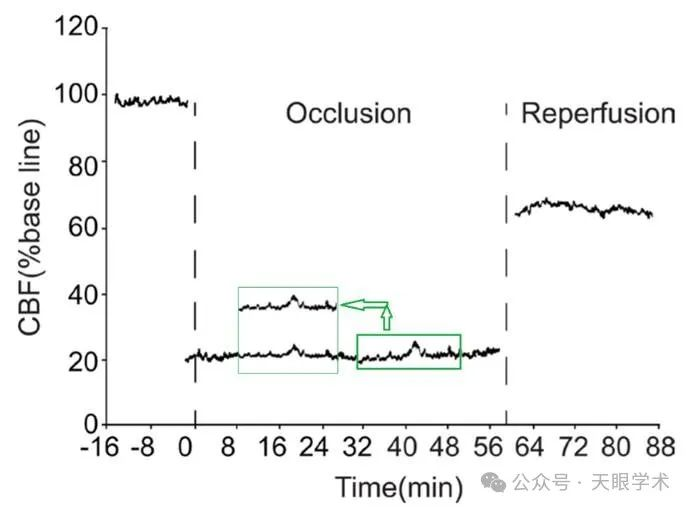 120
100
80
60
40
20
0
CBF(%base line)
Occlusion
Reperfusion
-16 -8 0 8 16 24 32 40 48 56 64 72 80 88
Time(min)
公众号·天眼学术